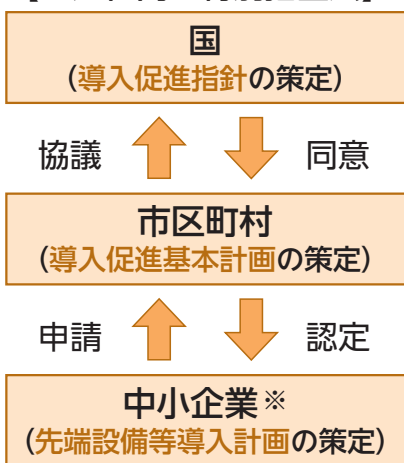 国
(導入促進指針の策定)
協議 同意
市区町村
(導入促進基本計画の策定)
申請 認定
中小企業※
(先端設備等導入計画の策定)